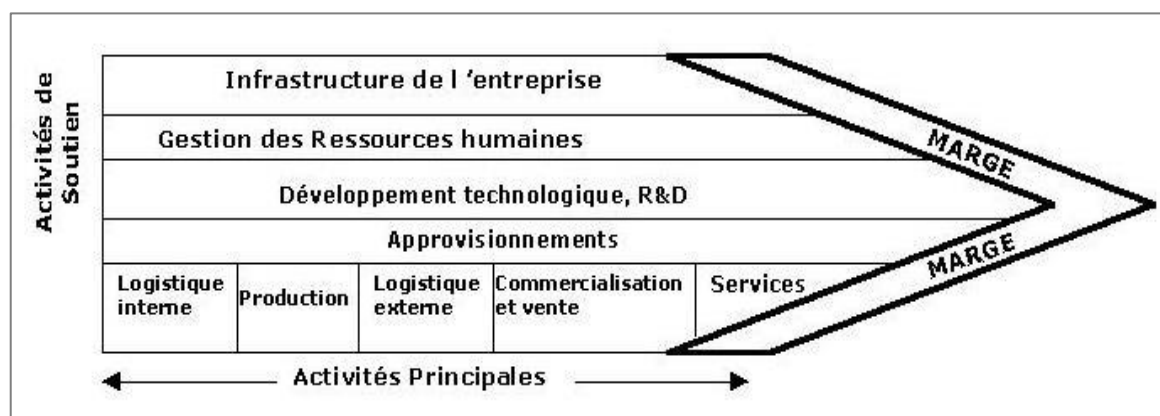 Activités de
Soutien
Infrastructure de l ‘entreprise
Gestion des Ressources humaines
Développement technologique, R&D
Approvisionnements
Logistique
interne
Production
Logistique
externe
Commercialisation
et vente
Services
MARGE
MARGE
Activités Principales